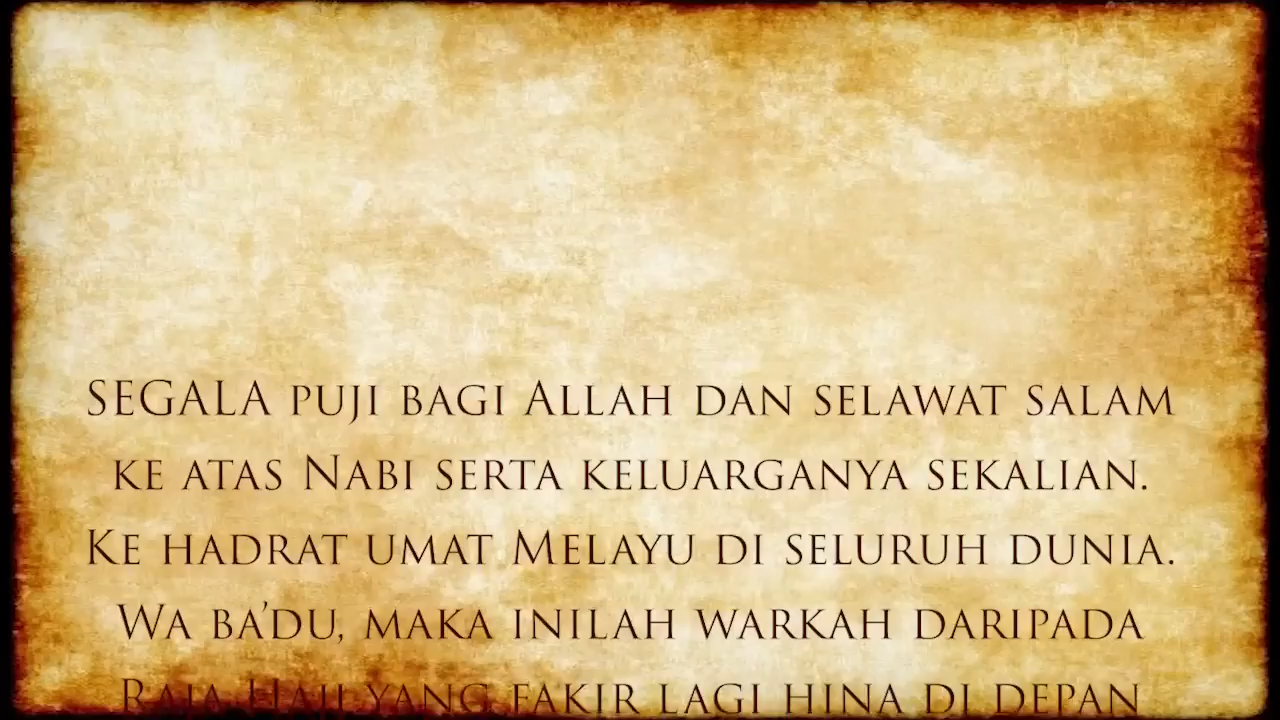 SEGALA PUJI BAGI ALLAH DAN SELAWAT SALAM
KE ATAS NABI SERTA KELUARGANYA SEKALIAN.
KE HADRAT UMAT MELAYU DI SELURUH DUNIA.
WA BA'DU, MAKA INILAH WARKAH DARIPADA
RAJA HAJI YANG FAKIR LAGI HINA DI DEPAN